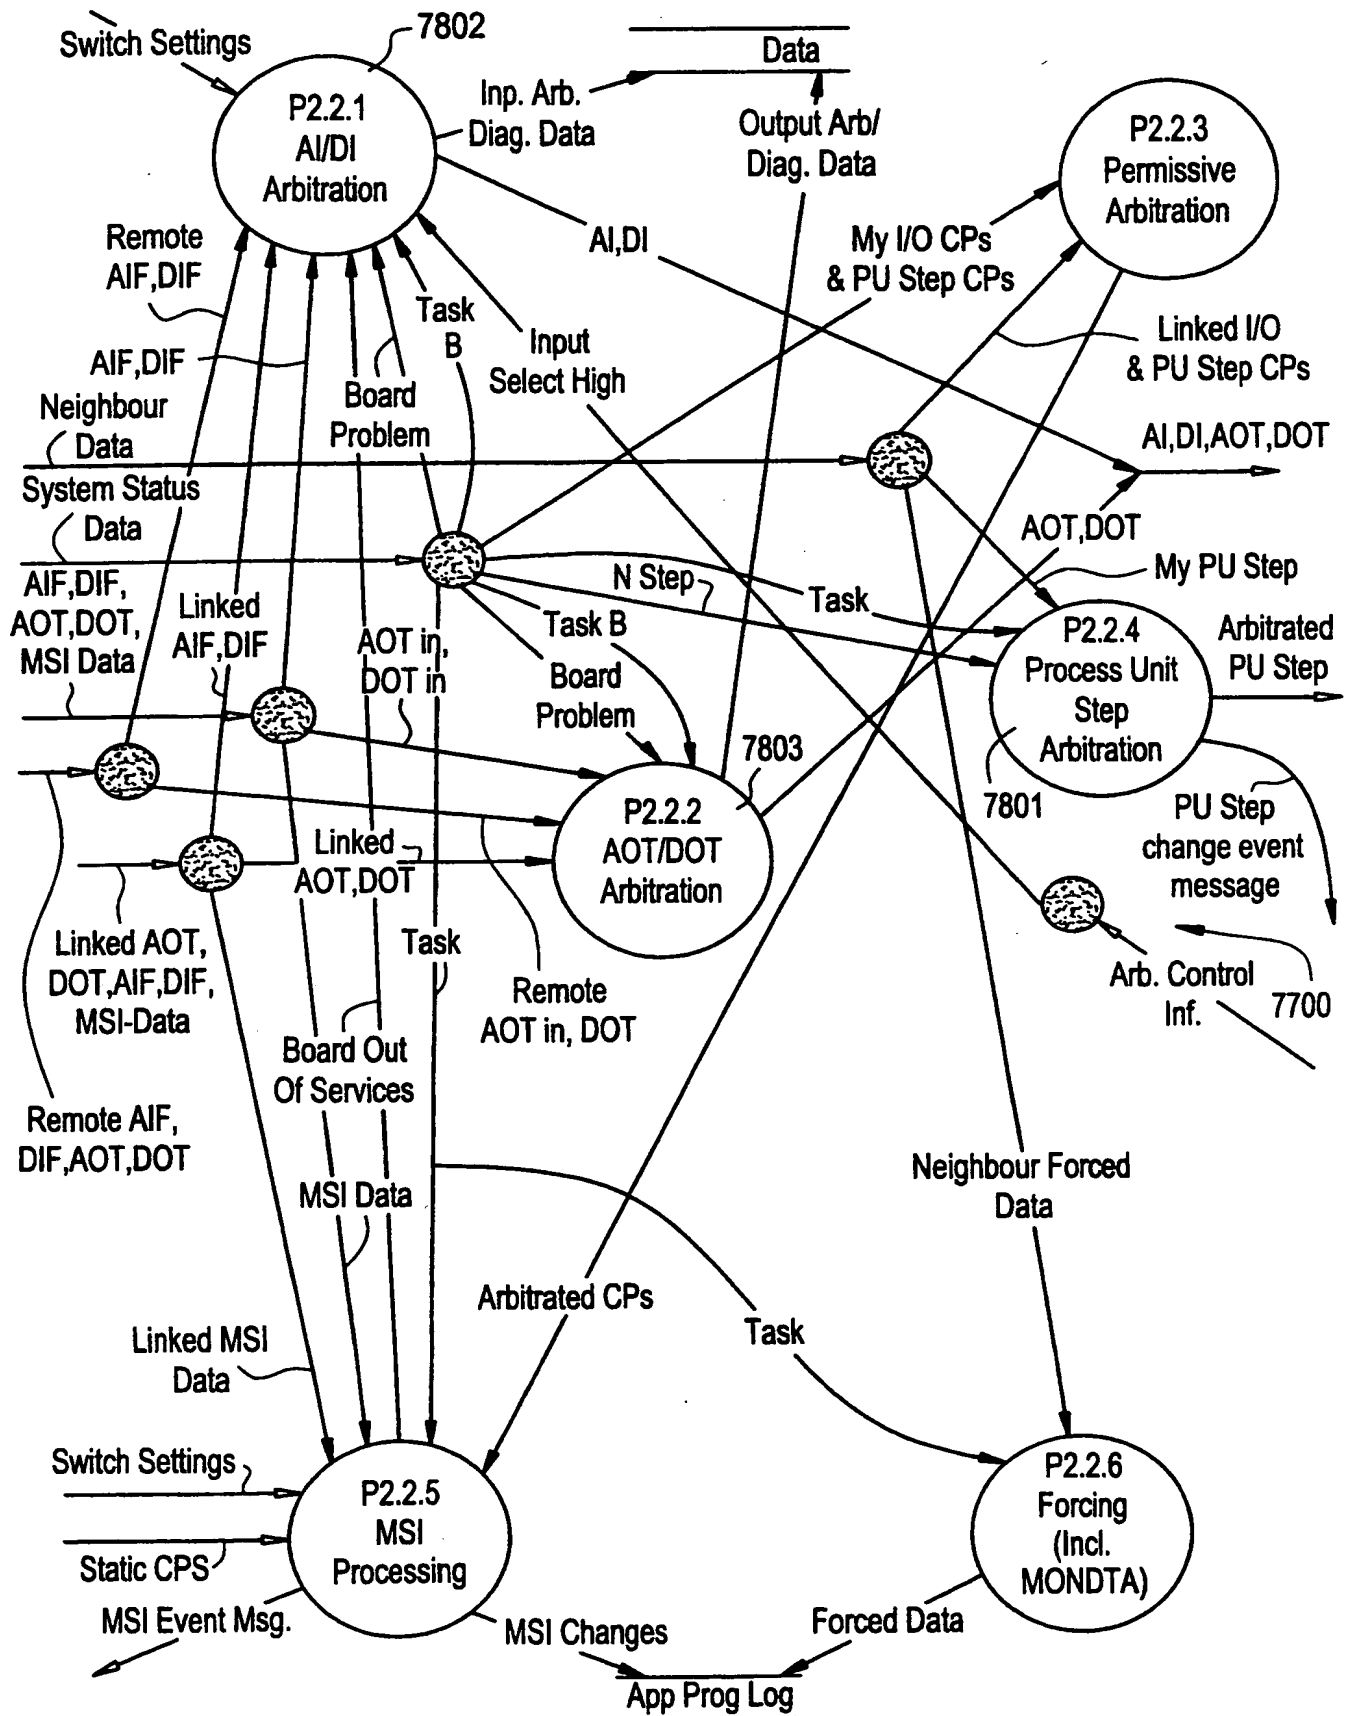 7802
Switch Settings
Data
P2.2.1
AI/DI
Arbitration
Inp. Arb.
Diag. Data
Output Arb/
Diag. Data
P2.2.3
Permissive
Arbitration
Remote
AIF,DIF
AI,DI
My I/O CPs
& PU Step CPs
Task
B
Input
Select High
Linked I/O
& PU Step CPs
AIF,DIF
Board
Problem
Neighbour
Data
AI,DI,AOT,DOT
System Status
Data
AOT,DOT
My PU Step
N Step
Task
AIF,DIF,
AOT,DOT,
MSI Data
Linked
AIF,DIF
AOT in,
DOT in
Task B
Board
Problem
P2.2.4
Process Unit
Step
Arbitration
Arbitrated
PU Step
7803
7801
P2.2.2
AOT/DOT
Arbitration
PU Step
change event
message
Linked
AOT,DOT
Linked AOT,
DOT,AIF,DIF,
MSI-Data
Task
Remote
AOT in, DOT
Arb. Control
Inf.
7700
Board Out
Of Services
Remote AIF,
DIF,AOT,DOT
MSI Data
Neighbour Forced
Data
Arbitrated CPs
Task
Linked MSI
Data
Switch Settings
P2.2.5
MSI
Processing
Static CPS
P2.2.6
Forcing
(Incl.
MONDTA)
MSI Event Msg.
MSI Changes
Forced Data
App Prog Log